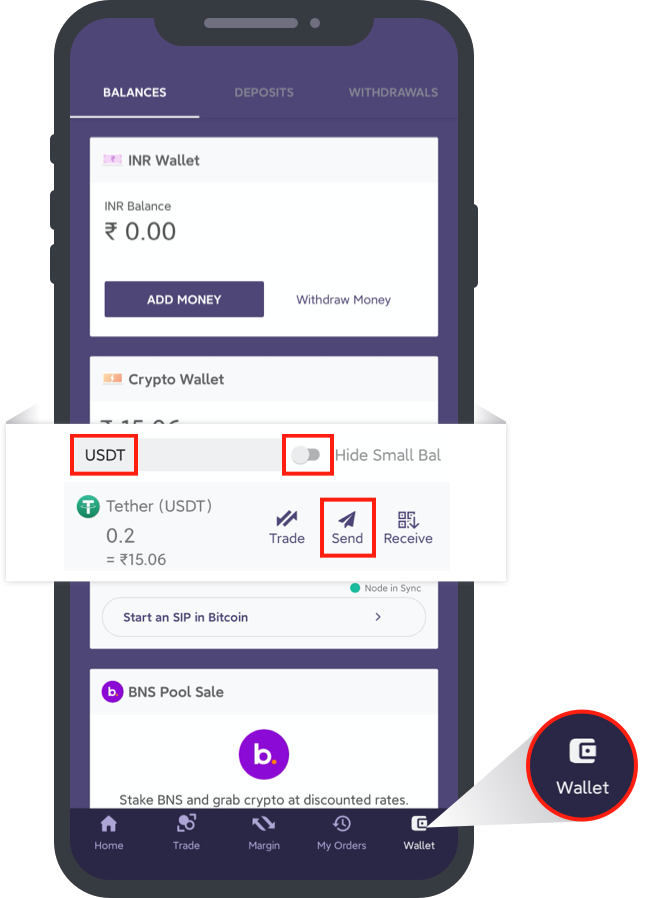 BALANCES DEPOSITS WITHDRAWALS
INR Wallet
INR Balance
₹ 0.00
ADD MONEY Withdraw Money
Crypto Wallet
₹ 15.06
USDT Hide Small Bal
Tether (USDT)
0.2
= ₹15.06
Trade Send Receive
Node in Sync
Start an SIP in Bitcoin
BNS Pool Sale
b.
Stake BNS and grab crypto at discounted rates.
Home Trade Margin My Orders Wallet
Wallet